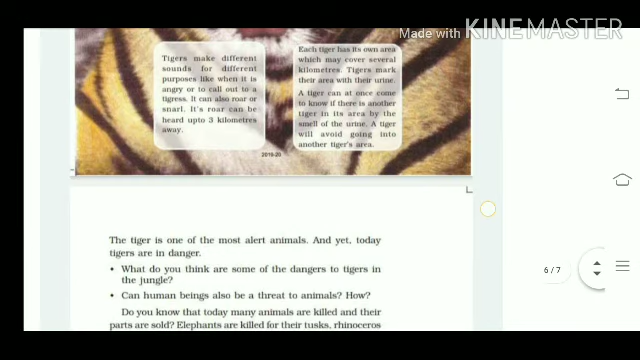 Made with KINEMASTER
Tigers make different
sounds for different
purposes like when it is
angry or to call out to a
tigress. It can also roar or
snarl. It's roar can be
heard upto 3 kilometres
away.
Each tiger has its own area
which may cover several
kilometres. Tigers mark
their area with their urine.
A tiger can at once come
to know if there is another
tiger in its area by the
smell of the urine. A tiger
will avoid going into
another tiger's area.
2019-20
The tiger is one of the most alert animals. And yet, today
tigers are in danger.
• What do you think are some of the dangers to tigers in
the jungle?
• Can human beings also be a threat to animals? How?
Do you know that today many animals are killed and their
parts are sold? Elephants are killed for their tusks, rhinoceros
6 / 7